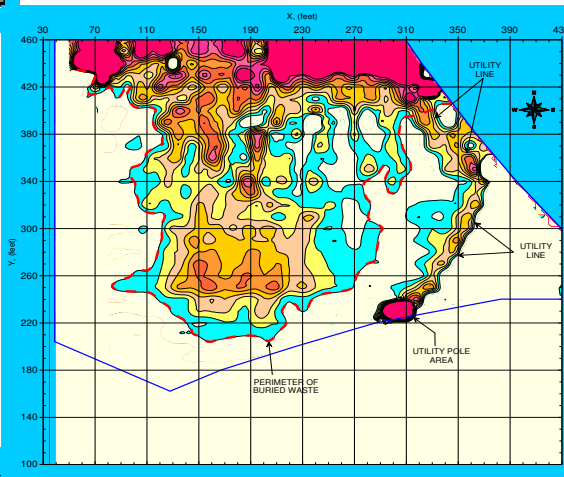 X, (feet)
30 70 110 150 190 230 270 310 350 390 43
460
420
380
340
300
260
220
180
140
100
Y, (feet)
UTILITY
LINE
N
W E
S
UTILITY
LINE
UTILITY POLE
AREA
PERIMETER OF
BURIED WASTE